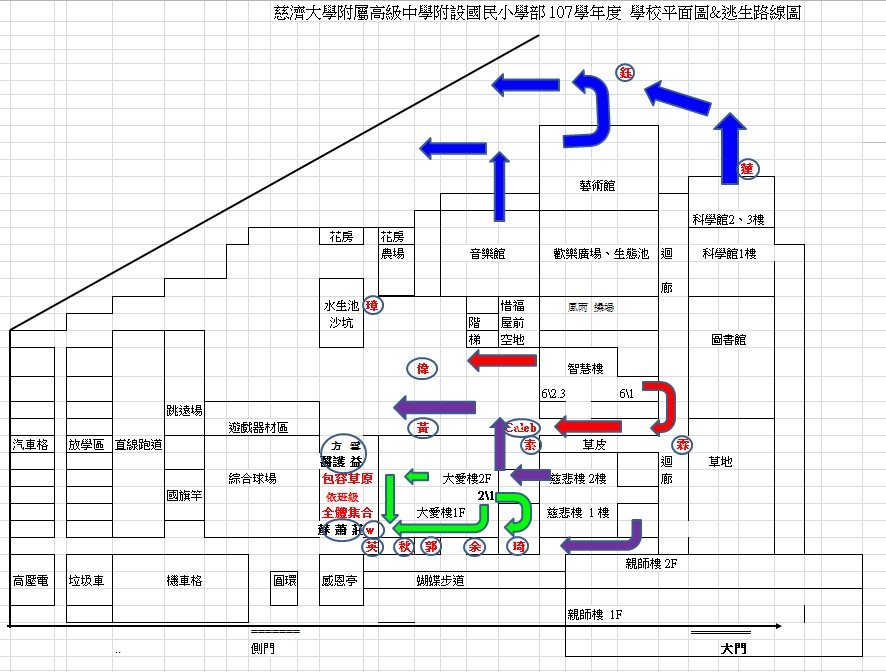 慈濟大學附屬高級中學附設國民小學部 107學年度 學校平面圖&逃生路線圖
鈺
藝術館
蓮
科學館2、3樓
花房
花房
農場
音樂館
歡樂廣場、生態池
迴
廊
科學館1樓
水生池
沙坑
璋
惜福
屋前
空地
階
梯
風雨 操場
圖書館
偉
智慧樓
6\2.3
6\1
跳遠場
遊戲器材區
黃
Caleb
素
草皮
森
汽車格
放學區
直線跑道
醫護 益
包容草原
依班級
全體集合
綜合球場
大愛樓2F
慈悲樓 2樓
迴
廊
草地
國旗竿
2\1
大愛樓1F
慈悲樓 1樓
w
英
秋
郭
余
琦
高壓電
垃圾車
機車格
圓環
感恩亭
蝴蝶步道
親師樓 2F
親師樓 1F
..
側門
大門